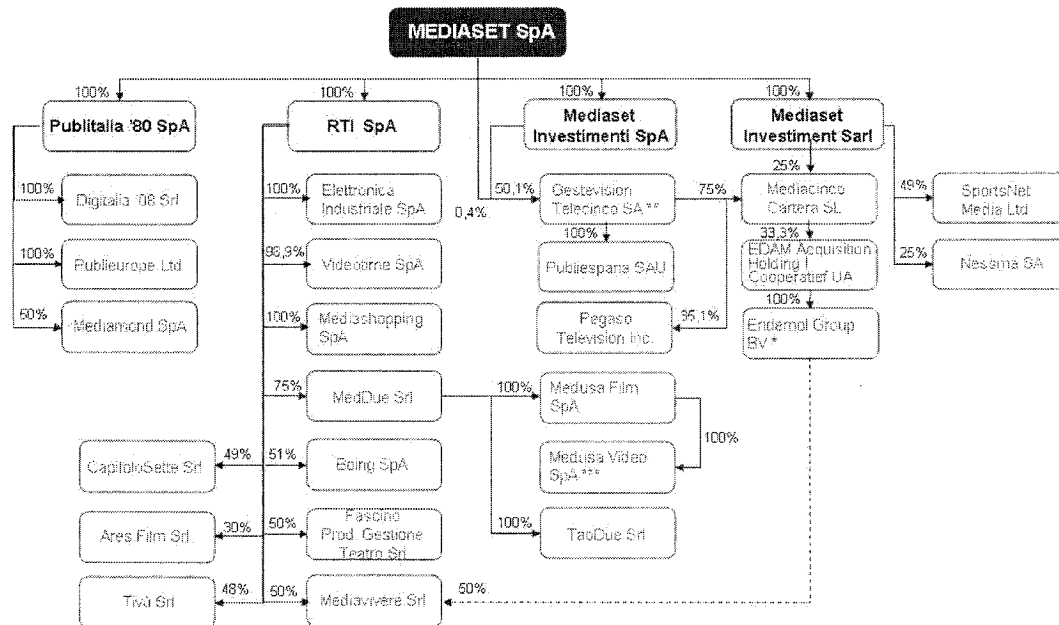 MEDIASET SpA
100%
100%
100%
100%
Publitalia '80 SpA
RTI SpA
Mediaset
Investimenti SpA
Mediaset
Investiment Sarl
100%
Digitalia '08 Srl
100%
Elettronica
Industriale SpA
0,4%
50,1%
Gestevision
Telecinco SA **
75%
25%
Mediacinco
Cartera SL
49%
SportsNet
Media Ltd
100%
Publieurope Ltd
98,9%
Videotime SpA
100%
Publiespana SAU
33,3%
EDAM Acquisition
Holding I
Cooperatief UA
25%
Nessma SA
60%
Mediamond SpA
100%
Mediashopping
SpA
Pegaso
Television Inc.
35,1%
100%
Endemol Group
BV *
75%
MedDue Srl
100%
Medusa Film
SpA
100%
CapitoloSette Srl
49%
51%
Boing SpA
Medusa Video
SpA ***
Ares Film Srl
30%
50%
Fascino
Prod. Gestione
Teatro Srl
100%
TaoDue Srl
Tivù Srl
48%
50%
Mediavivere Srl
50%